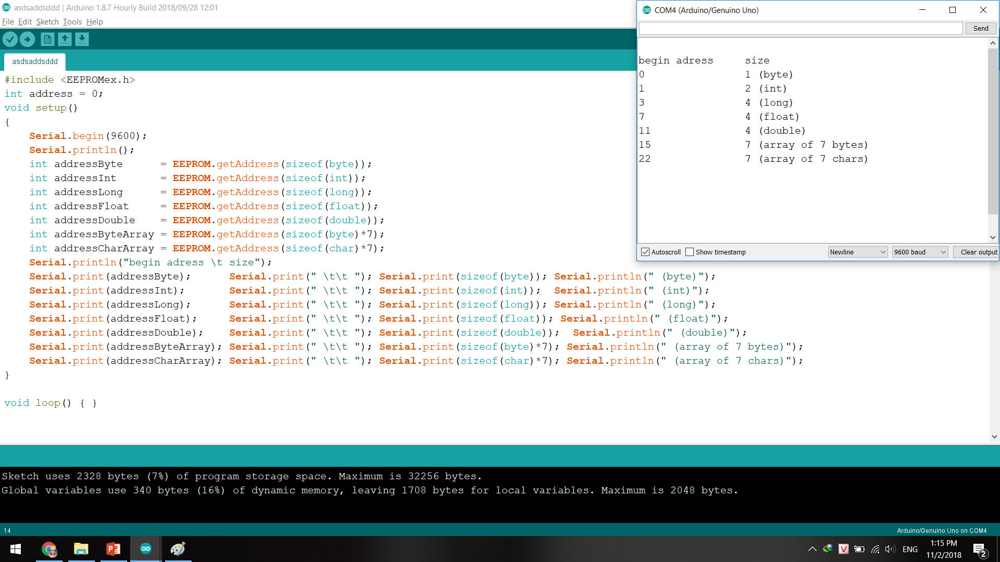 asdsaddsddd | Arduino 1.8.7 Hourly Build 2018/09/28 12:01
File Edit Sketch Tools Help
asdsaddsddd
#include <EEPROMex.h>
int address = 0;
void setup()
{
    Serial.begin(9600);
    Serial.println();
    int addressByte      = EEPROM.getAddress(sizeof(byte));
    int addressInt       = EEPROM.getAddress(sizeof(int));
    int addressLong      = EEPROM.getAddress(sizeof(long));
    int addressFloat     = EEPROM.getAddress(sizeof(float));
    int addressDouble    = EEPROM.getAddress(sizeof(double));
    int addressByteArray = EEPROM.getAddress(sizeof(byte)*7);
    int addressCharArray = EEPROM.getAddress(sizeof(char)*7);
    Serial.println("begin adress \t size");
    Serial.print(addressByte);      Serial.print(" \t\t "); Serial.print(sizeof(byte)); Serial.println(" (byte)");
    Serial.print(addressInt);       Serial.print(" \t\t "); Serial.print(sizeof(int));  Serial.println(" (int)");
    Serial.print(addressLong);      Serial.print(" \t\t "); Serial.print(sizeof(long)); Serial.println(" (long)");
    Serial.print(addressFloat);     Serial.print(" \t\t "); Serial.print(sizeof(float)); Serial.println(" (float)");
    Serial.print(addressDouble);    Serial.print(" \t\t "); Serial.print(sizeof(double));  Serial.println(" (double)");
    Serial.print(addressByteArray); Serial.print(" \t\t "); Serial.print(sizeof(byte)*7); Serial.println(" (array of 7 bytes)");
    Serial.print(addressCharArray); Serial.print(" \t\t "); Serial.print(sizeof(char)*7); Serial.println(" (array of 7 chars)");
}
void loop() { }
COM4 (Arduino/Genuino Uno)
Send
begin adress     size
0                1 (byte)
1                2 (int)
3                4 (long)
7                4 (float)
11               4 (double)
15               7 (array of 7 bytes)
22               7 (array of 7 chars)
Autoscroll Show timestamp Newline 9600 baud Clear output
Sketch uses 2328 bytes (7%) of program storage space. Maximum is 32256 bytes.
Global variables use 340 bytes (16%) of dynamic memory, leaving 1708 bytes for local variables. Maximum is 2048 bytes.
14 Arduino/Genuino Uno on COM4
ENG
1:15 PM
11/2/2018
2